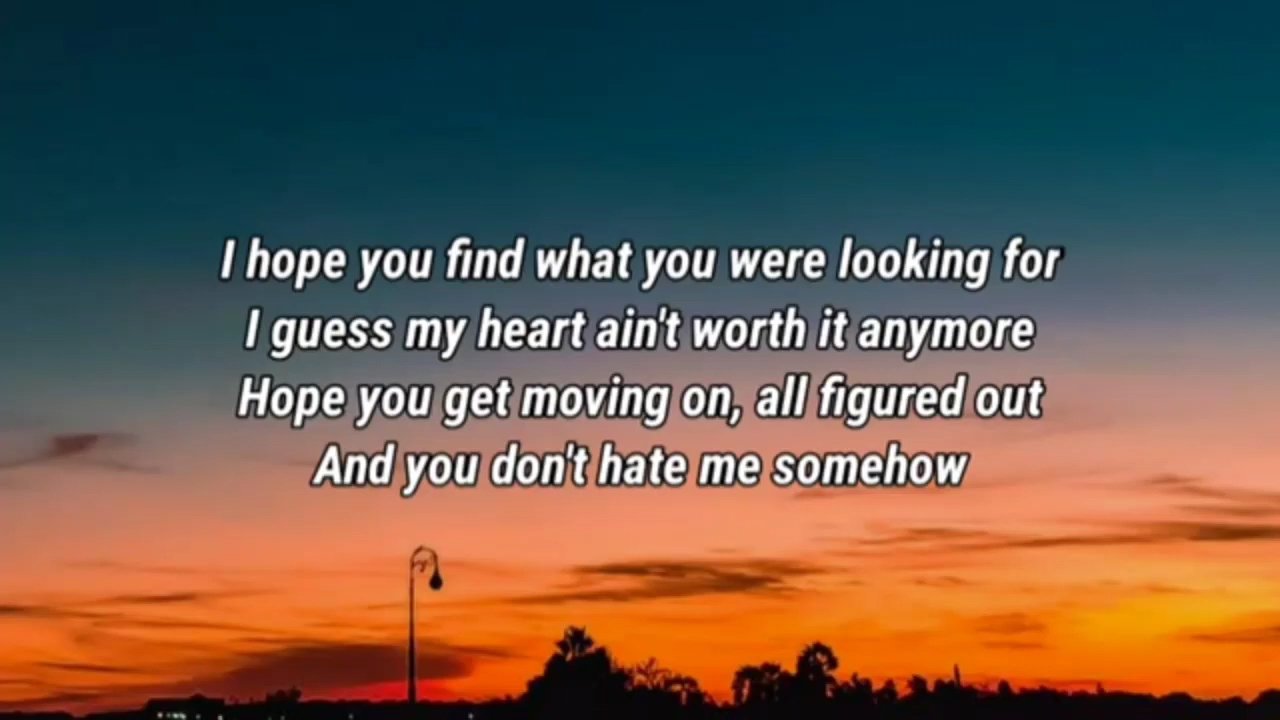 I hope you find what you were looking for
I guess my heart ain't worth it anymore
Hope you get moving on, all figured out
And you don't hate me somehow